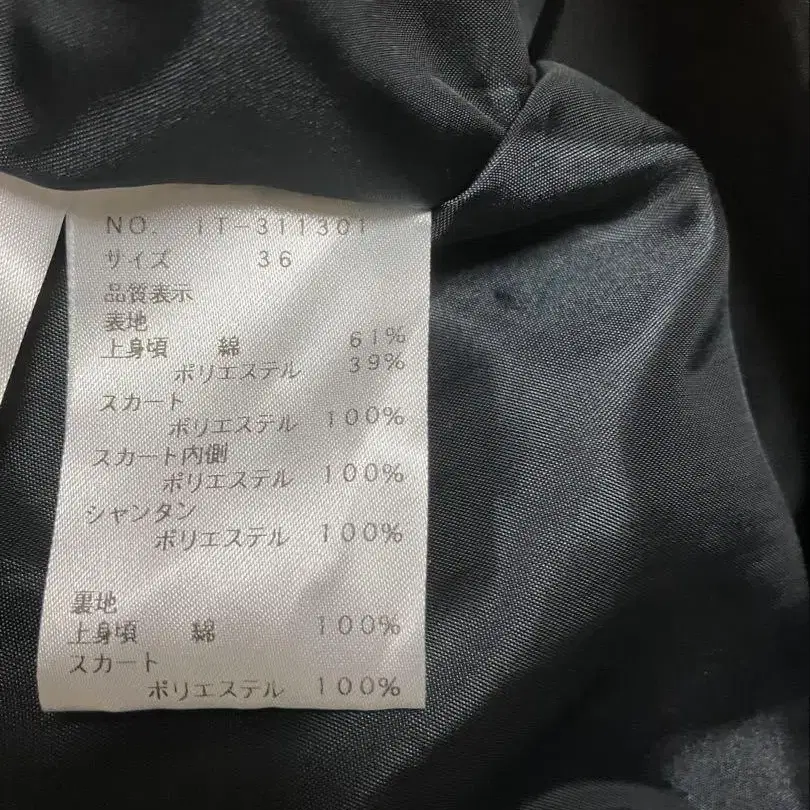 NO. IT-311301
サイズ 36
品質表示
表地
上身頃 綿 61%
ポリエステル 39%
スカート
ポリエステル 100%
スカート内側
ポリエステル 100%
シャンタン
ポリエステル 100%
裏地
上身頃 綿 100%
スカート
ポリエステル 100%